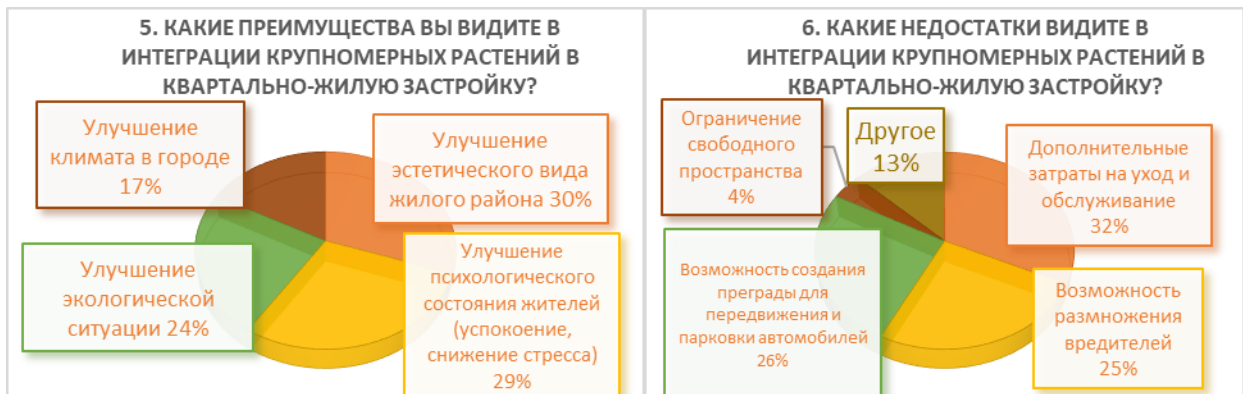 5. КАКИЕ ПРЕИМУЩЕСТВА ВЫ ВИДИТЕ В
ИНТЕГРАЦИИ КРУПНОМЕРНЫХ РАСТЕНИЙ В
КВАРТАЛЬНО-ЖИЛУЮ ЗАСТРОЙКУ?
Улучшение
климата в городе
17%
Улучшение
эстетического вида
жилого района 30%
Улучшение
экологической
ситуации 24%
Улучшение
психологического
состояния жителей
(успокоение,
снижение стресса)
29%
6. КАКИЕ НЕДОСТАТКИ ВИДИТЕ В
ИНТЕГРАЦИИ КРУПНОМЕРНЫХ РАСТЕНИЙ В
КВАРТАЛЬНО-ЖИЛУЮ ЗАСТРОЙКУ?
Ограничение
свободного
пространства
4%
Другое
13%
Дополнительные
затраты на уход и
обслуживание
32%
Возможность создания
преграды для
передвижения и
парковки автомобилей
26%
Возможность
размножения
вредителей
25%